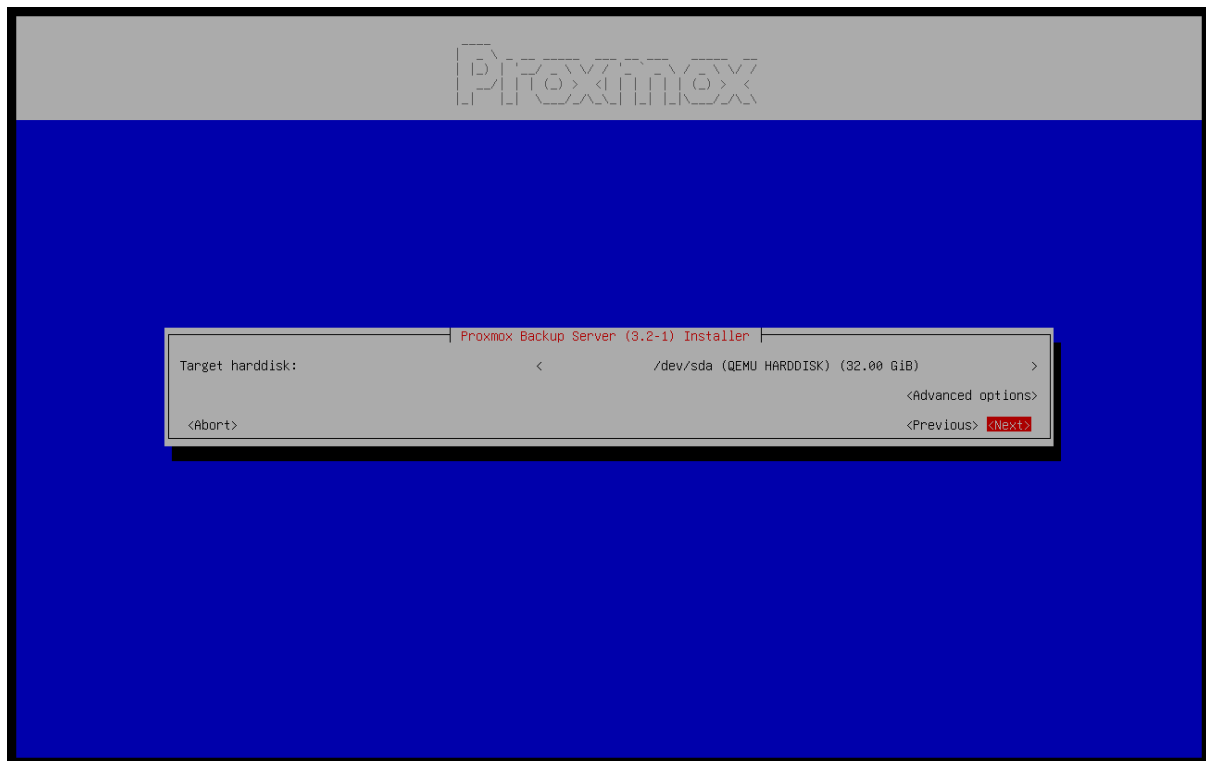 Proxmox
Proxmox Backup Server (3.2-1) Installer
Target harddisk: < /dev/sda (QEMU HARDDISK) (32.00 GiB) >
<Advanced options>
<Abort> <Previous> <Next>